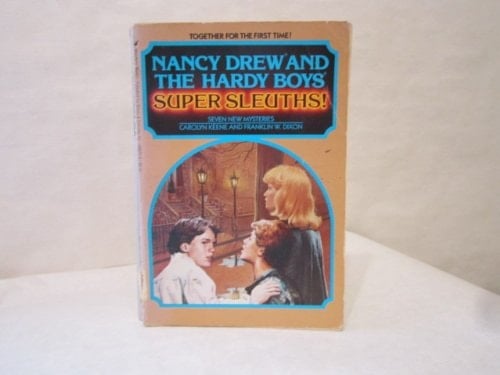 TOGETHER FOR THE FIRST TIME!
NANCY DREW AND
THE HARDY BOYS
SUPER SLEUTHS!
SEVEN NEW MYSTERIES
CAROLYN KEENE AND FRANKLIN W. DIXON